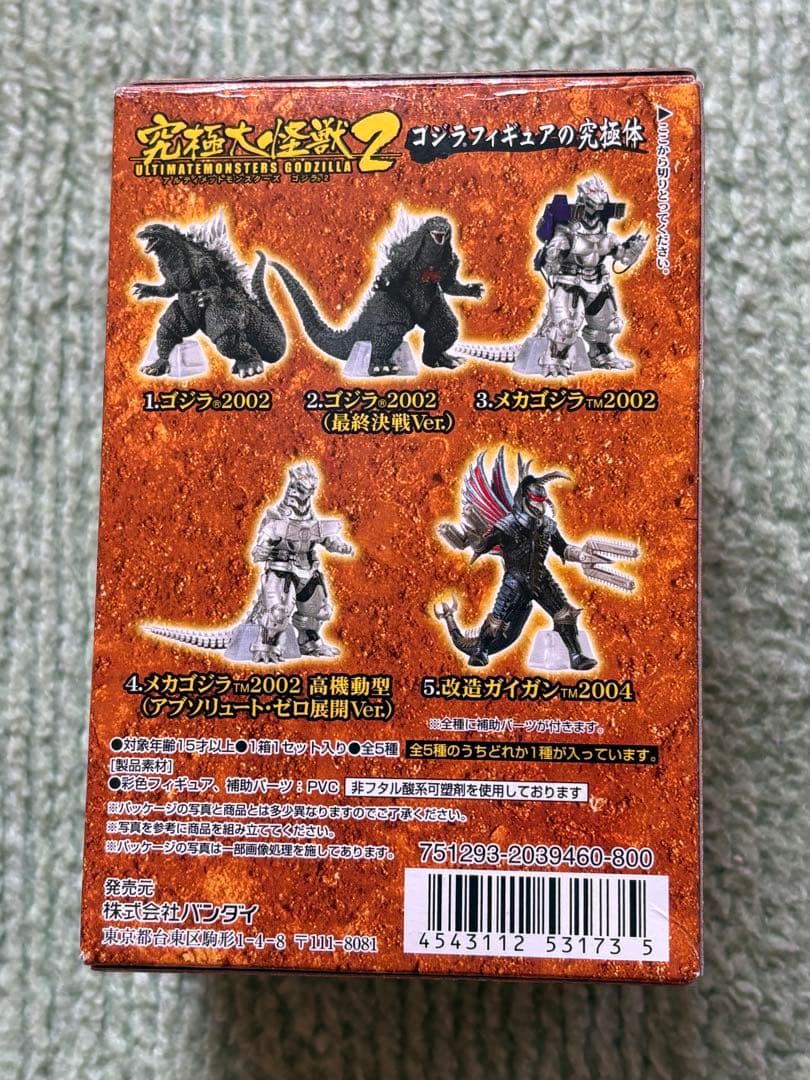 究極大怪獣2
ULTIMATEMONSTERS GODZILLA
アルティメットモンスターズ ゴジラ®2
ゴジラ®フィギュアの究極体
▶ここから切りとってください。
1.ゴジラ®2002
2.ゴジラ®2002
(最終決戦Ver.)
3.メカゴジラTM2002
4.メカゴジラTM2002 高機動型
(アブソリュート・ゼロ展開Ver.)
5.改造ガイガンTM2004
※全種に補助パーツが付きます。
●対象年齢15才以上●1箱1セット入り●全5種
全5種のうちどれか1種が入っています。
[製品素材]
●彩色フィギュア、補助パーツ：PVC
非フタル酸系可塑剤を使用しております
※パッケージの写真と商品とは多少異なりますのでご了承ください。
※写真を参考に商品を組み立ててください。
※パッケージの写真は一部画像処理を施してあります。
751293-2039460-800
発売元
株式会社バンダイ
東京都台東区駒形1-4-8 〒111-8081
4543112 531735